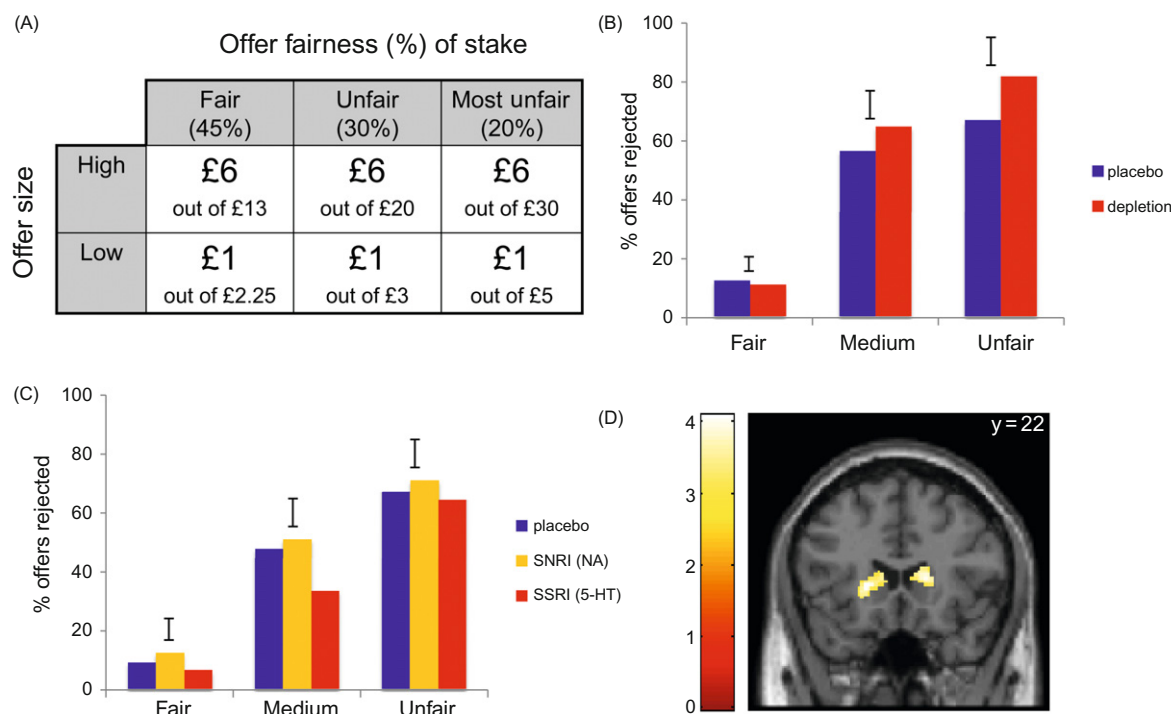 (A)
Offer fairness (%) of stake
Fair Unfair Most unfair
(45%) (30%) (20%)
Offer size
High £6 £6 £6
out of £13 out of £20 out of £30
Low £1 £1 £1
out of £2.25 out of £3 out of £5
(B)
% offers rejected
100
80
60
40
20
0
Fair Medium Unfair
placebo
depletion
(C)
% offers rejected
100
80
60
40
20
0
Fair Medium Unfair
placebo
SNRI (NA)
SSRI (5-HT)
(D)
4
3
2
1
0
y = 22